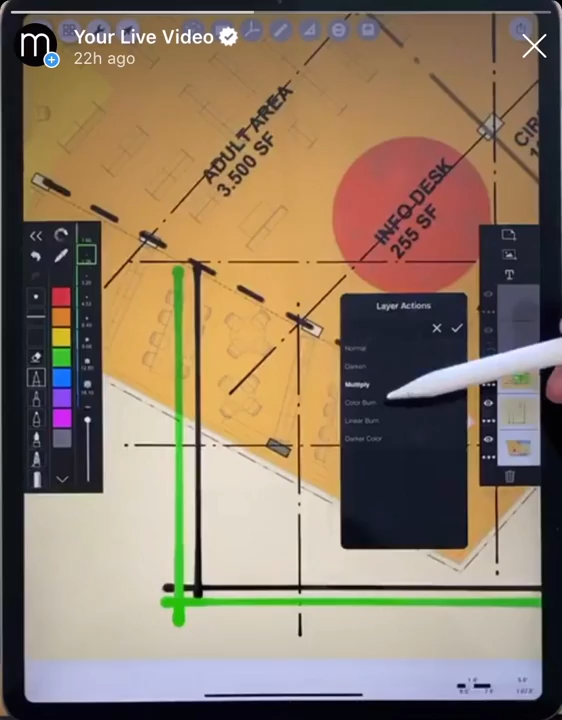 m
Your Live Video
22h ago
ADULT AREA
3.500 SF
INFO DESK
255 SF
CIR
Layer Actions
Normal
Darken
Multiply
Color Burn
Linear Burn
Darker Color
T